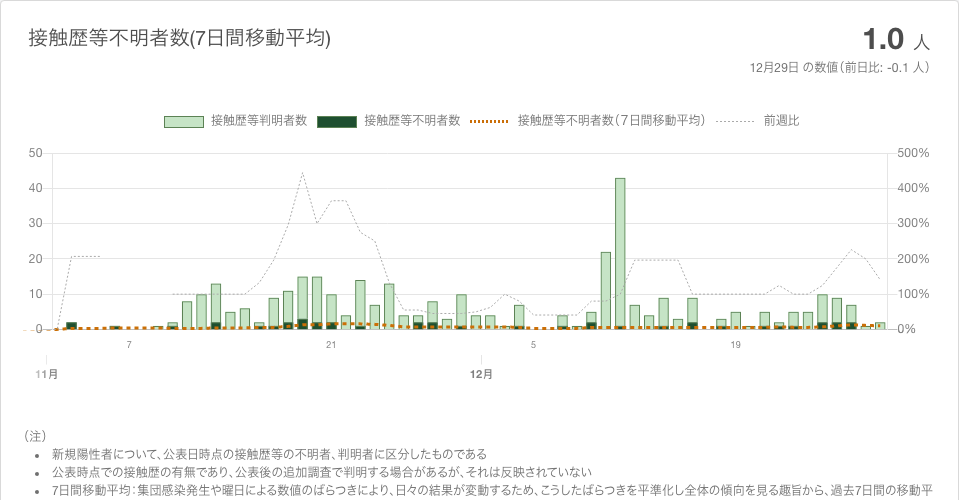 接触歴等不明者数(7日間移動平均)
1.0 人
12月29日 の数値（前日比: -0.1 人）
接触歴等判明者数 接触歴等不明者数 接触歴等不明者数（7日間移動平均） 前週比
50 500%
40 400%
30 300%
20 200%
10 100%
0 0%
7 21 5 19
11月 12月
（注）
• 新規陽性者について、公表日時点の接触歴等の不明者、判明者に区分したものである
• 公表時点での接触歴の有無であり、公表後の追加調査で判明する場合があるが、それは反映されていない
• 7日間移動平均：集団感染発生や曜日による数値のばらつきにより、日々の結果が変動するため、こうしたばらつきを平準化し全体の傾向を見る趣旨から、過去7日間の移動平